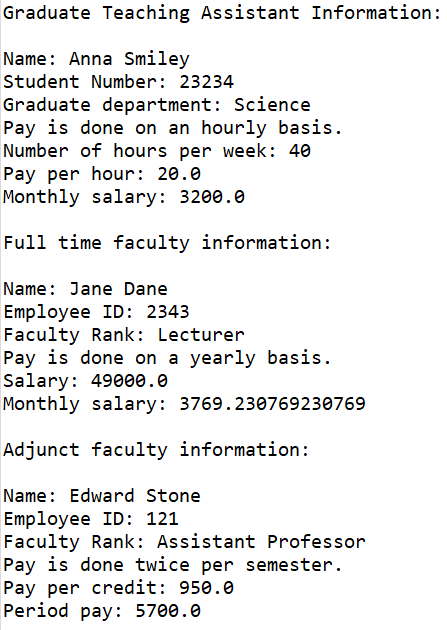 Graduate Teaching Assistant Information:
Name: Anna Smiley
Student Number: 23234
Graduate department: Science
Pay is done on an hourly basis.
Number of hours per week: 40
Pay per hour: 20.0
Monthly salary: 3200.0
Full time faculty information:
Name: Jane Dane
Employee ID: 2343
Faculty Rank: Lecturer
Pay is done on a yearly basis.
Salary: 49000.0
Monthly salary: 3769.230769230769
Adjunct faculty information:
Name: Edward Stone
Employee ID: 121
Faculty Rank: Assistant Professor
Pay is done twice per semester.
Pay per credit: 950.0
Period pay: 5700.0